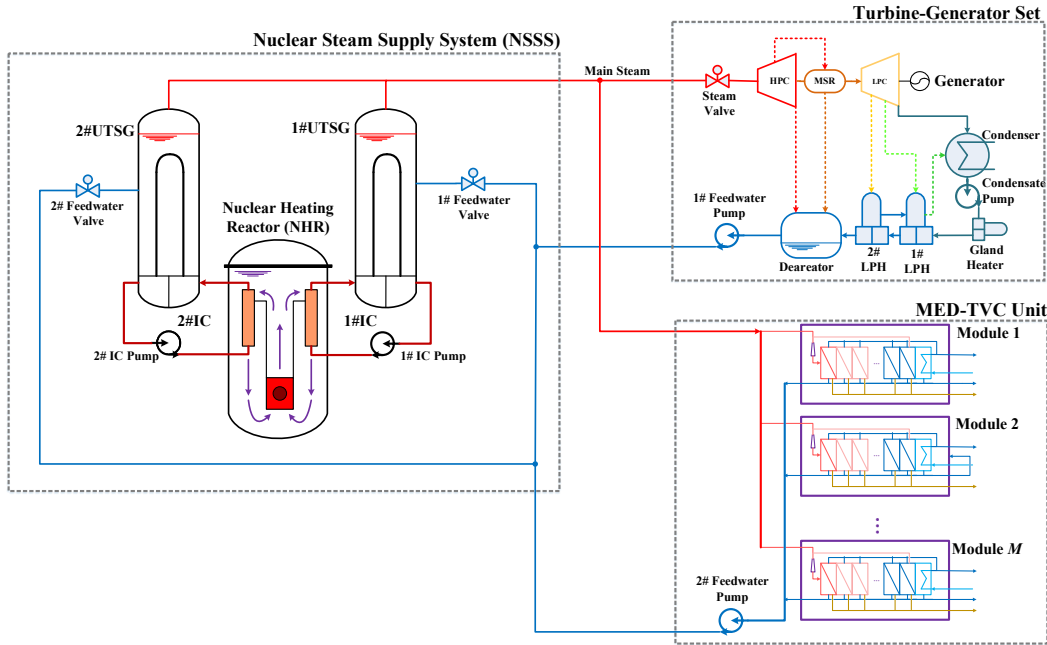 Turbine-Generator Set
Nuclear Steam Supply System (NSSS)
Main Steam
Steam
Valve
HPC
MSR
LPC
Generator
2#UTSG
1#UTSG
Condenser
Condensate
Pump
2# Feedwater
Valve
1# Feedwater
Valve
Nuclear Heating
Reactor (NHR)
1# Feedwater
Pump
Deareator
2#
LPH
1#
LPH
Gland
Heater
2#IC
1#IC
2# IC Pump
1# IC Pump
MED-TVC Unit
Module 1
...
Module 2
...
...
Module M
...
2# Feedwater
Pump